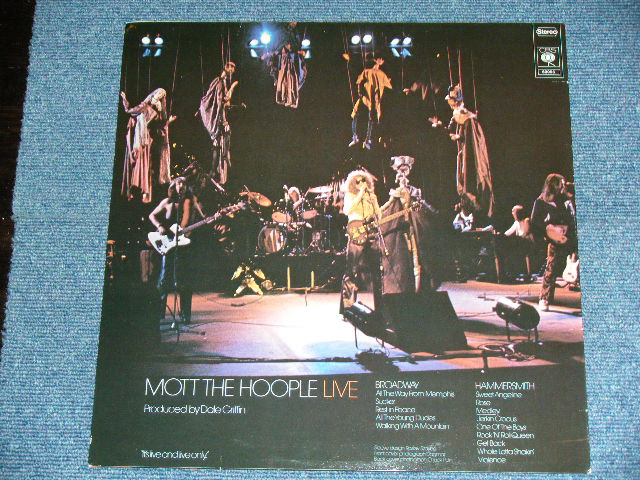 Stereo
CBS
MOTT THE HOOPLE LIVE
Produced by Dale Griffin
"It's live and live only"
BROADWAY
All The Way From Memphis
Sucker
Rest in Peace
All The Young Dudes
Walking With A Mountain
HAMMERSMITH
Sweet Angeline
Rose
Medley
Jerkin Crocus
One Of The Boys
Rock 'N' Roll Queen
Get Back
Whole Lotta Shakin'
Violence